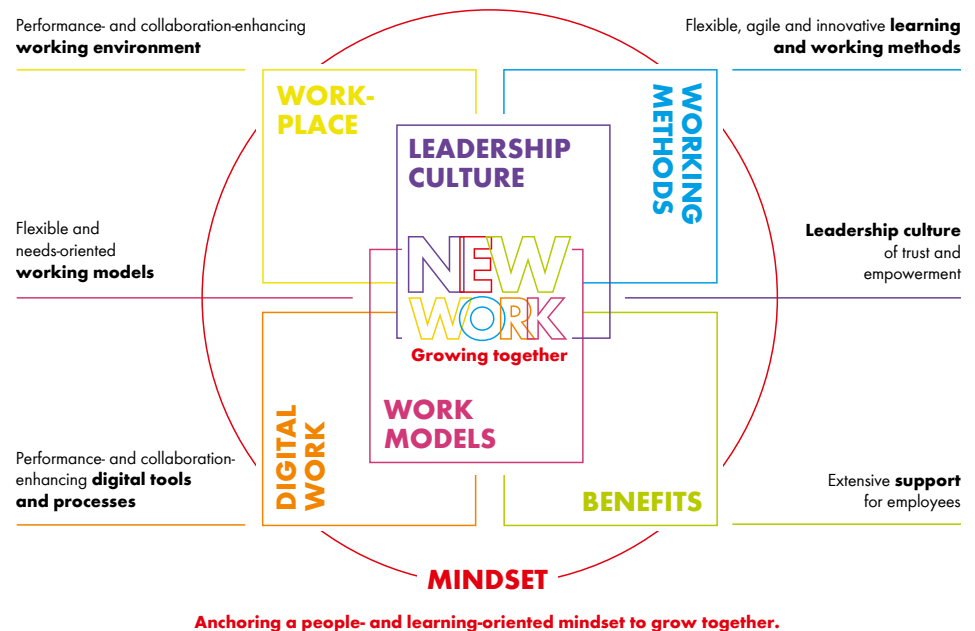 Performance- and collaboration-enhancing
working environment
Flexible, agile and innovative learning
and working methods
WORK-
PLACE
WORKING
METHODS
LEADERSHIP
CULTURE
Flexible and
needs-oriented
working models
Leadership culture
of trust and
empowerment
NEW
WORK
Growing together
WORK
MODELS
DIGITAL
WORK
BENEFITS
Performance- and collaboration-
enhancing digital tools
and processes
Extensive support
for employees
MINDSET
Anchoring a people- and learning-oriented mindset to grow together.